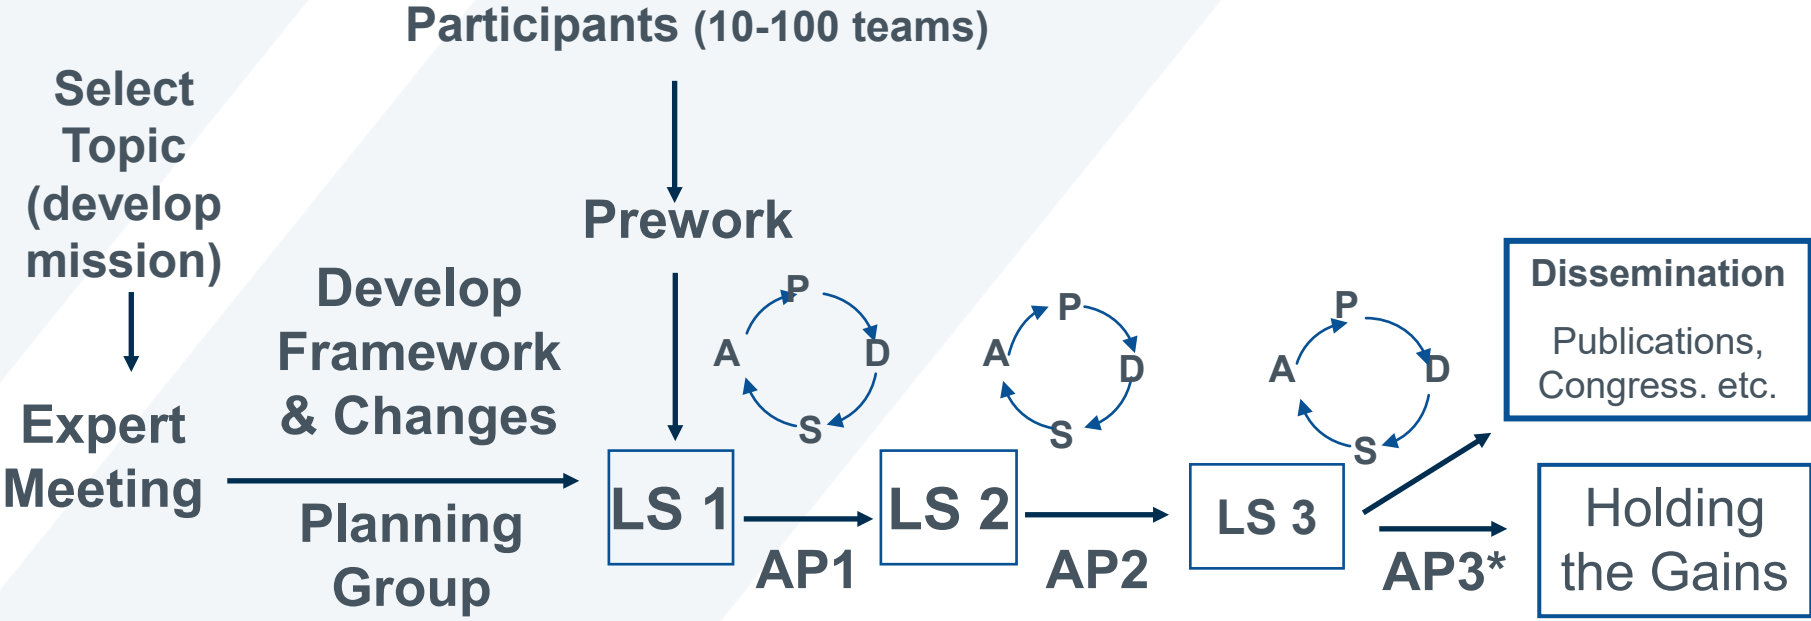 Participants (10-100 teams)
Select
Topic
(develop
mission)
Prework
Develop
Framework
& Changes
Expert
Meeting
Planning
Group
P
A
D
S
P
A
D
S
P
A
D
S
LS 1
AP1
LS 2
AP2
LS 3
AP3*
Dissemination
Publications,
Congress. etc.
Holding
the Gains